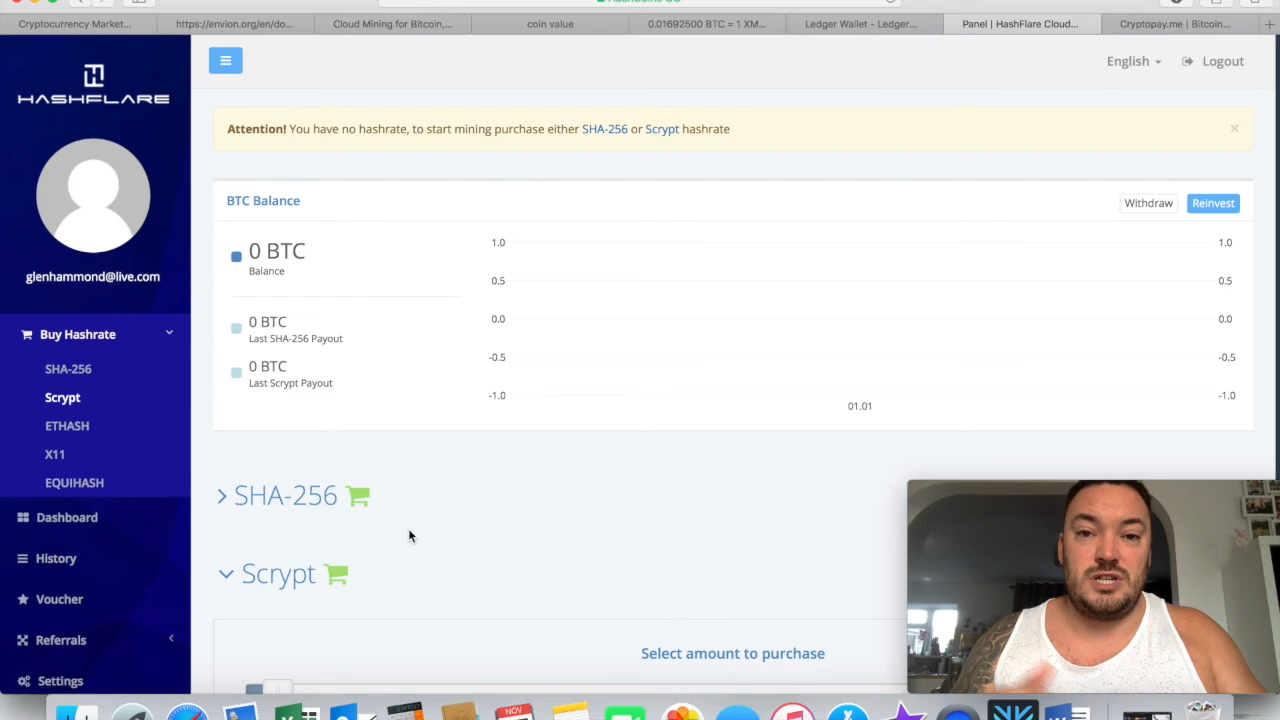 Cryptocurrency Market...
https://envion.org/en/do...
Cloud Mining for Bitcoin,...
coin value
0.01692500 BTC = 1 XM...
Ledger Wallet - Ledger...
Panel | HashFlare Cloud...
Cryptopay.me | Bitcoin...
HASHFLARE
English
Logout
Attention! You have no hashrate, to start mining purchase either SHA-256 or Scrypt hashrate
×
glenhammond@live.com
Buy Hashrate
SHA-256
Scrypt
ETHASH
X11
EQUIHASH
Dashboard
History
Voucher
Referrals
Settings
BTC Balance
Withdraw
Reinvest
0 BTC
Balance
0 BTC
Last SHA-256 Payout
0 BTC
Last Scrypt Payout
1.0
1.0
0.5
0.5
0.0
0.0
-0.5
-0.5
-1.0
-1.0
01.01
SHA-256
Scrypt
Select amount to purchase
NOV